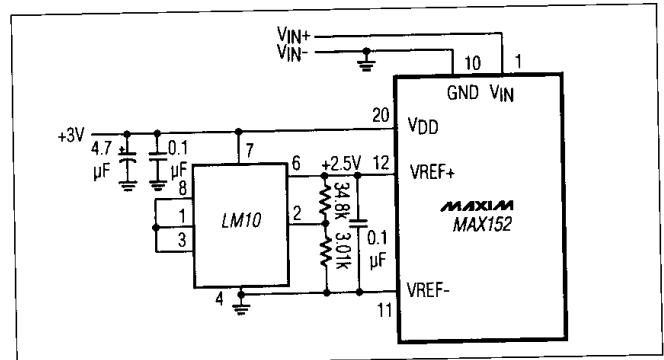 VIN+
VIN-
10
1
GND VIN
20
VDD
+3V
4.7
µF
0.1
µF
7
6
+2.5V
12
VREF+
8
1
3
LM10
2
34.8k
3.01k
0.1
µF
MAXIM
MAX152
4
11
VREF-